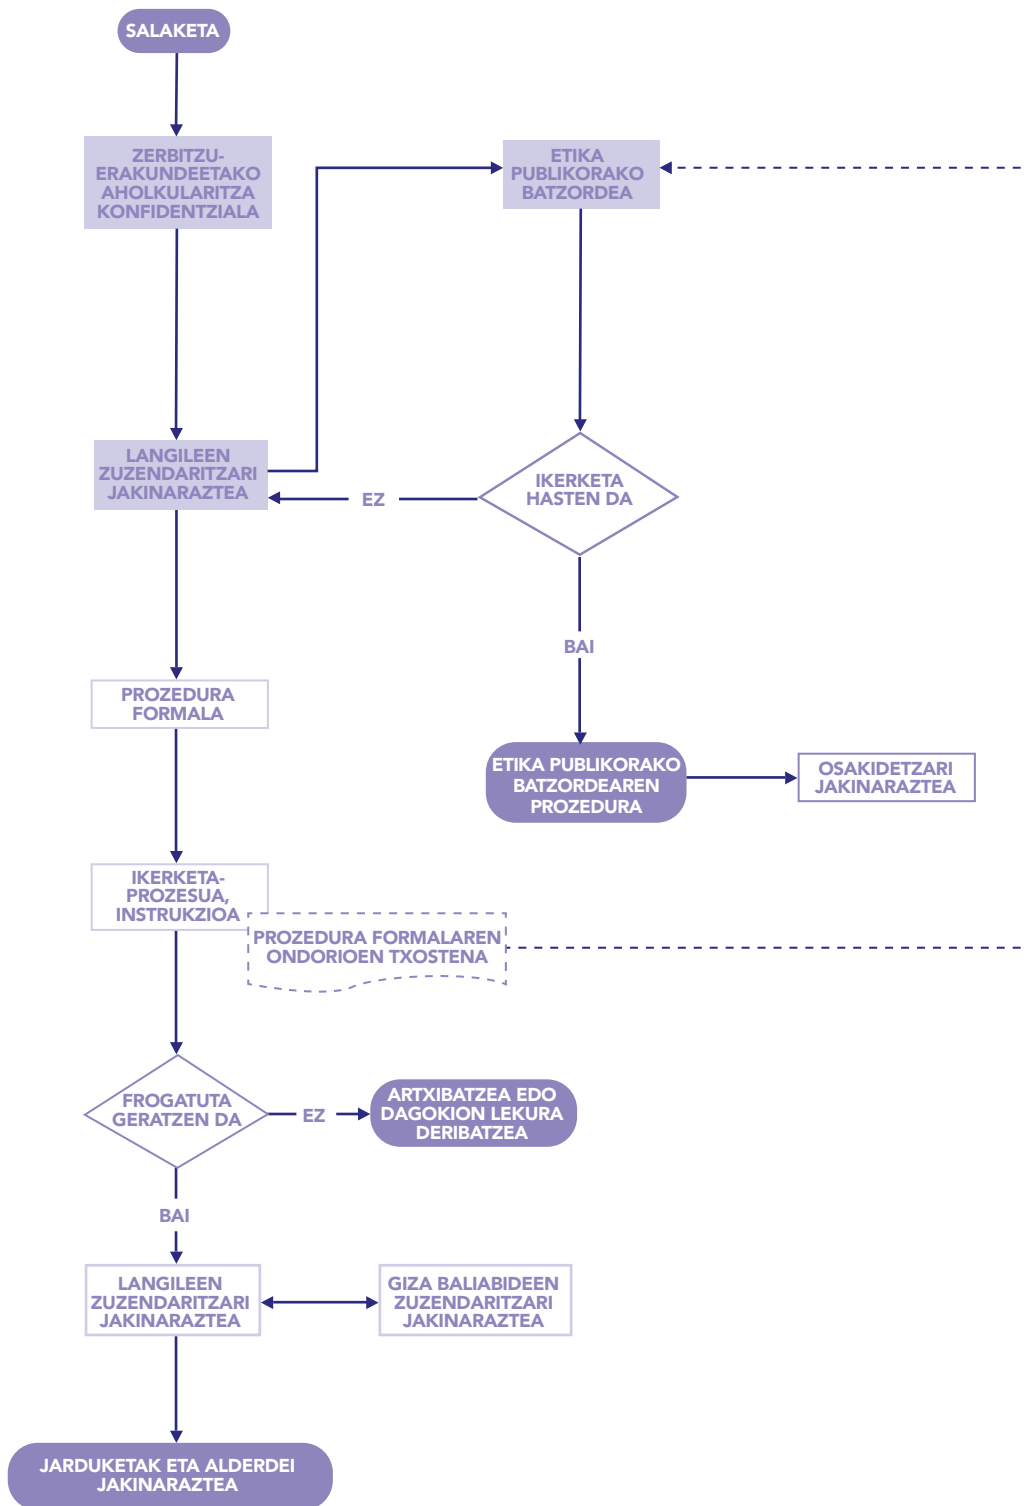 SALAKETA
ZERBITZU-
ERAKUNDEETAKO
AHOLKULARITZA
KONFIDENTZIALA
ETIKA
PUBLIKORAKO
BATZORDEA
LANGILEEN
ZUZENDARITZARI
JAKINARAZTEA
EZ
IKERKETA
HASTEN DA
BAI
PROZEDURA
FORMALA
ETIKA PUBLIKORAKO
BATZORDEAREN
PROZEDURA
OSAKIDETZARI
JAKINARAZTEA
IKERKETA-
PROZESUA,
INSTRUKZIOA
PROZEDURA FORMALAREN
ONDORIOEN TXOSTENA
FROGATUTA
GERATZEN DA
EZ
ARTXIBATZEA EDO
DAGOKION LEKURA
DERIBATZEA
BAI
LANGILEEN
ZUZENDARITZARI
JAKINARAZTEA
GIZA BALIABIDEEN
ZUZENDARITZARI
JAKINARAZTEA
JARDUKETAK ETA ALDERDEI
JAKINARAZTEA